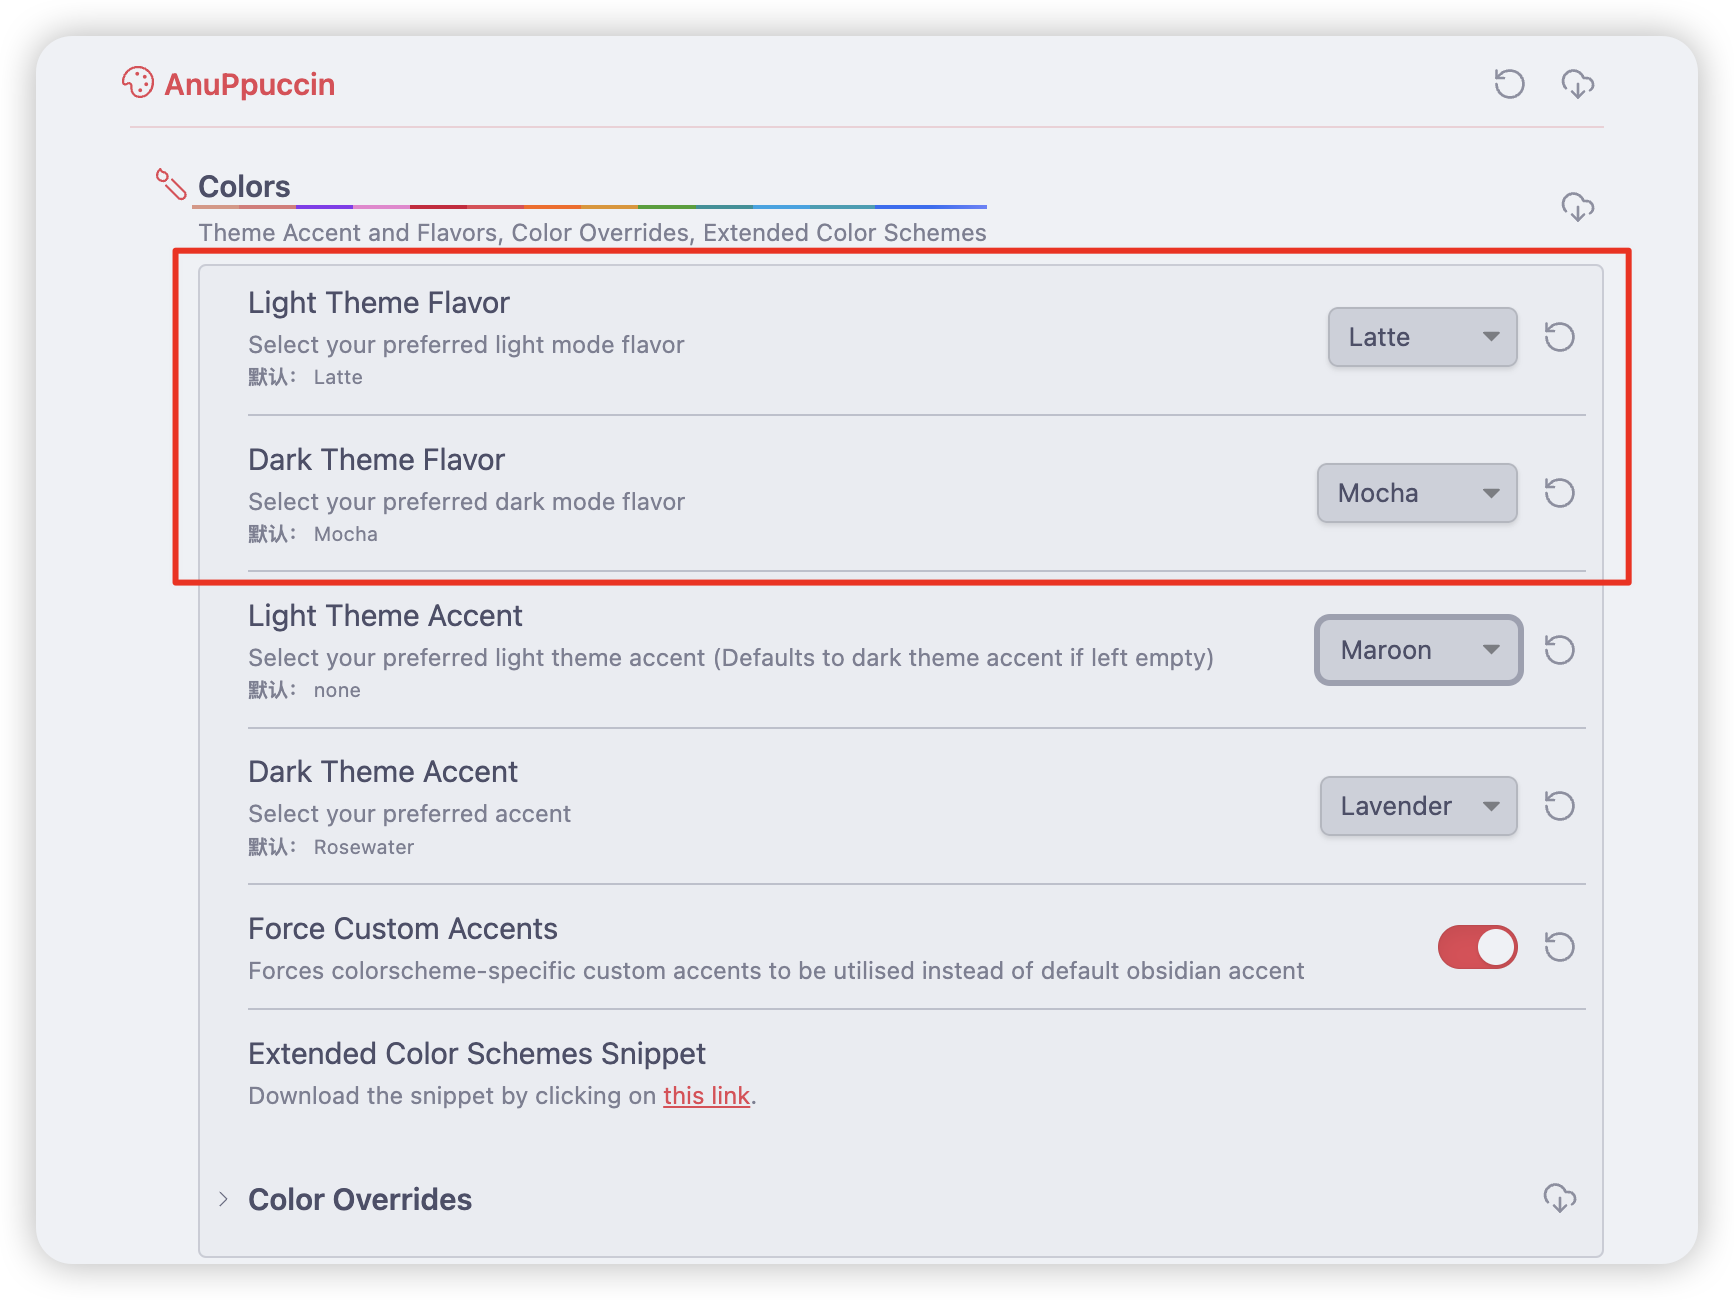 AnuPpuccin
Colors
Theme Accent and Flavors, Color Overrides, Extended Color Schemes
Light Theme Flavor
Select your preferred light mode flavor
默认： Latte
Latte
Dark Theme Flavor
Select your preferred dark mode flavor
默认： Mocha
Mocha
Light Theme Accent
Select your preferred light theme accent (Defaults to dark theme accent if left empty)
默认： none
Maroon
Dark Theme Accent
Select your preferred accent
默认： Rosewater
Lavender
Force Custom Accents
Forces colorscheme-specific custom accents to be utilised instead of default obsidian accent
Extended Color Schemes Snippet
Download the snippet by clicking on this link.
Color Overrides